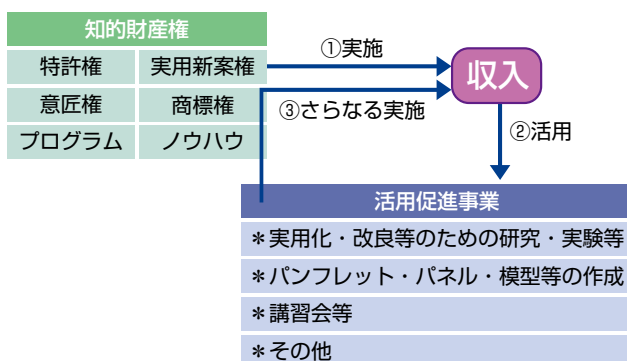 知的財産権
特許権 実用新案権
意匠権 商標権
プログラム ノウハウ
①実施
収入
③さらなる実施
②活用
活用促進事業
＊実用化・改良等のための研究・実験等
＊パンフレット・パネル・模型等の作成
＊講習会等
＊その他